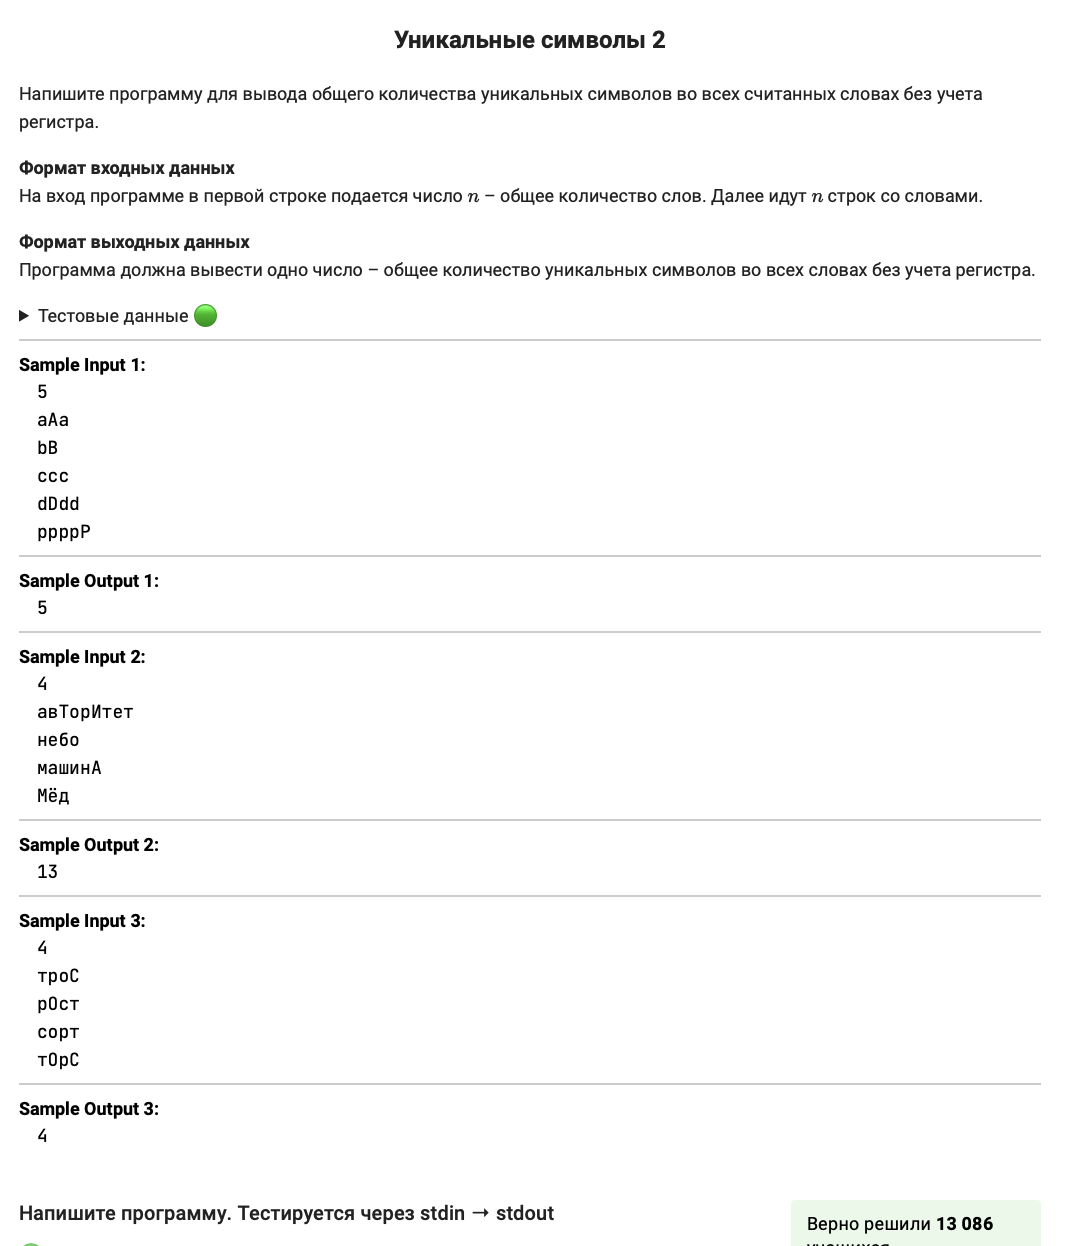 Уникальные символы 2
Напишите программу для вывода общего количества уникальных символов во всех считанных словах без учета
регистра.
Формат входных данных
На вход программе в первой строке подается число n – общее количество слов. Далее идут n строк со словами.
Формат выходных данных
Программа должна вывести одно число – общее количество уникальных символов во всех словах без учета регистра.
Тестовые данные
Sample Input 1:
5
aAa
bB
ccc
dDdd
ppppP
Sample Output 1:
5
Sample Input 2:
4
авТорИтет
небо
машинА
Мёд
Sample Output 2:
13
Sample Input 3:
4
троС
рОст
сорт
тОрС
Sample Output 3:
4
Напишите программу. Тестируется через stdin → stdout
Верно решили 13 086